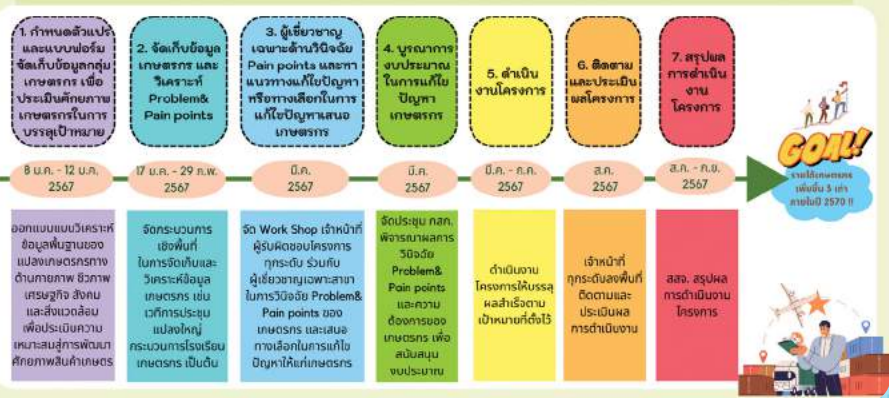 1. กำหนดตัวแปร
และแบบฟอร์ม
จัดเก็บข้อมูลกลุ่ม
เกษตรกร เพื่อ
ประเมินศักยภาพ
เกษตรกรในการ
บรรลุเป้าหมาย
2. จัดเก็บข้อมูล
เกษตรกร และ
วิเคราะห์
Problem&
Pain points
3. ผู้เชี่ยวชาญ
เฉพาะด้านวินิจฉัย
Pain points และหา
แนวทางแก้ไขปัญหา
หรือทางเลือกในการ
แก้ไขปัญหาเสนอ
เกษตรกร
4. บูรณาการ
งบประมาณ
ในการแก้ไข
ปัญหา
เกษตรกร
5. ดำเนิน
งานโครงการ
6. ติดตาม
และประเมิน
ผลโครงการ
7. สรุปผล
การดำเนิน
งาน
โครงการ
8 ม.ค. - 12 ม.ค.
2567
17 ม.ค. - 29 ก.พ.
2567
มี.ค.
2567
มี.ค.
2567
มี.ค. - ก.ค.
2567
ส.ค.
2567
ส.ค. - ก.ย.
2567
GOAL!
รายได้เกษตรกร
เพิ่มขึ้น 3 เท่า
ภายในปี 2570 !!
ออกแบบแบบวิเคราะห์
ข้อมูลพื้นฐานของ
แปลงเกษตรกรทาง
ด้านกายภาพ ชีวภาพ
เศรษฐกิจ สังคม
และสิ่งแวดล้อม
เพื่อประเมินความ
เหมาะสมสู่การพัฒนา
ศักยภาพสินค้าเกษตร
จัดกระบวนการ
เชิงพื้นที่
ในการจัดเก็บและ
วิเคราะห์ข้อมูล
เกษตรกร เช่น
เวทีการประชุม
แปลงใหญ่
กระบวนการโรงเรียน
เกษตรกร เป็นต้น
จัด Work Shop เจ้าหน้าที่
ผู้รับผิดชอบโครงการ
ทุกระดับ ร่วมกับ
ผู้เชี่ยวชาญเฉพาะสาขา
ในการวินิจฉัย Problem&
Pain points ของ
เกษตรกร และเสนอ
ทางเลือกในการแก้ไข
ปัญหาให้แก่เกษตรกร
จัดประชุม กสก.
พิจารณาผลการ
วินิจฉัย
Problem&
Pain points
และความ
ต้องการของ
เกษตรกร เพื่อ
สนับสนุน
งบประมาณ
ดำเนินงาน
โครงการให้บรรลุ
ผลสำเร็จตาม
เป้าหมายที่ตั้งไว้
เจ้าหน้าที่
ทุกระดับลงพื้นที่
ติดตามและ
ประเมินผล
การดำเนินงาน
สสจ. สรุปผล
การดำเนินงาน
โครงการ